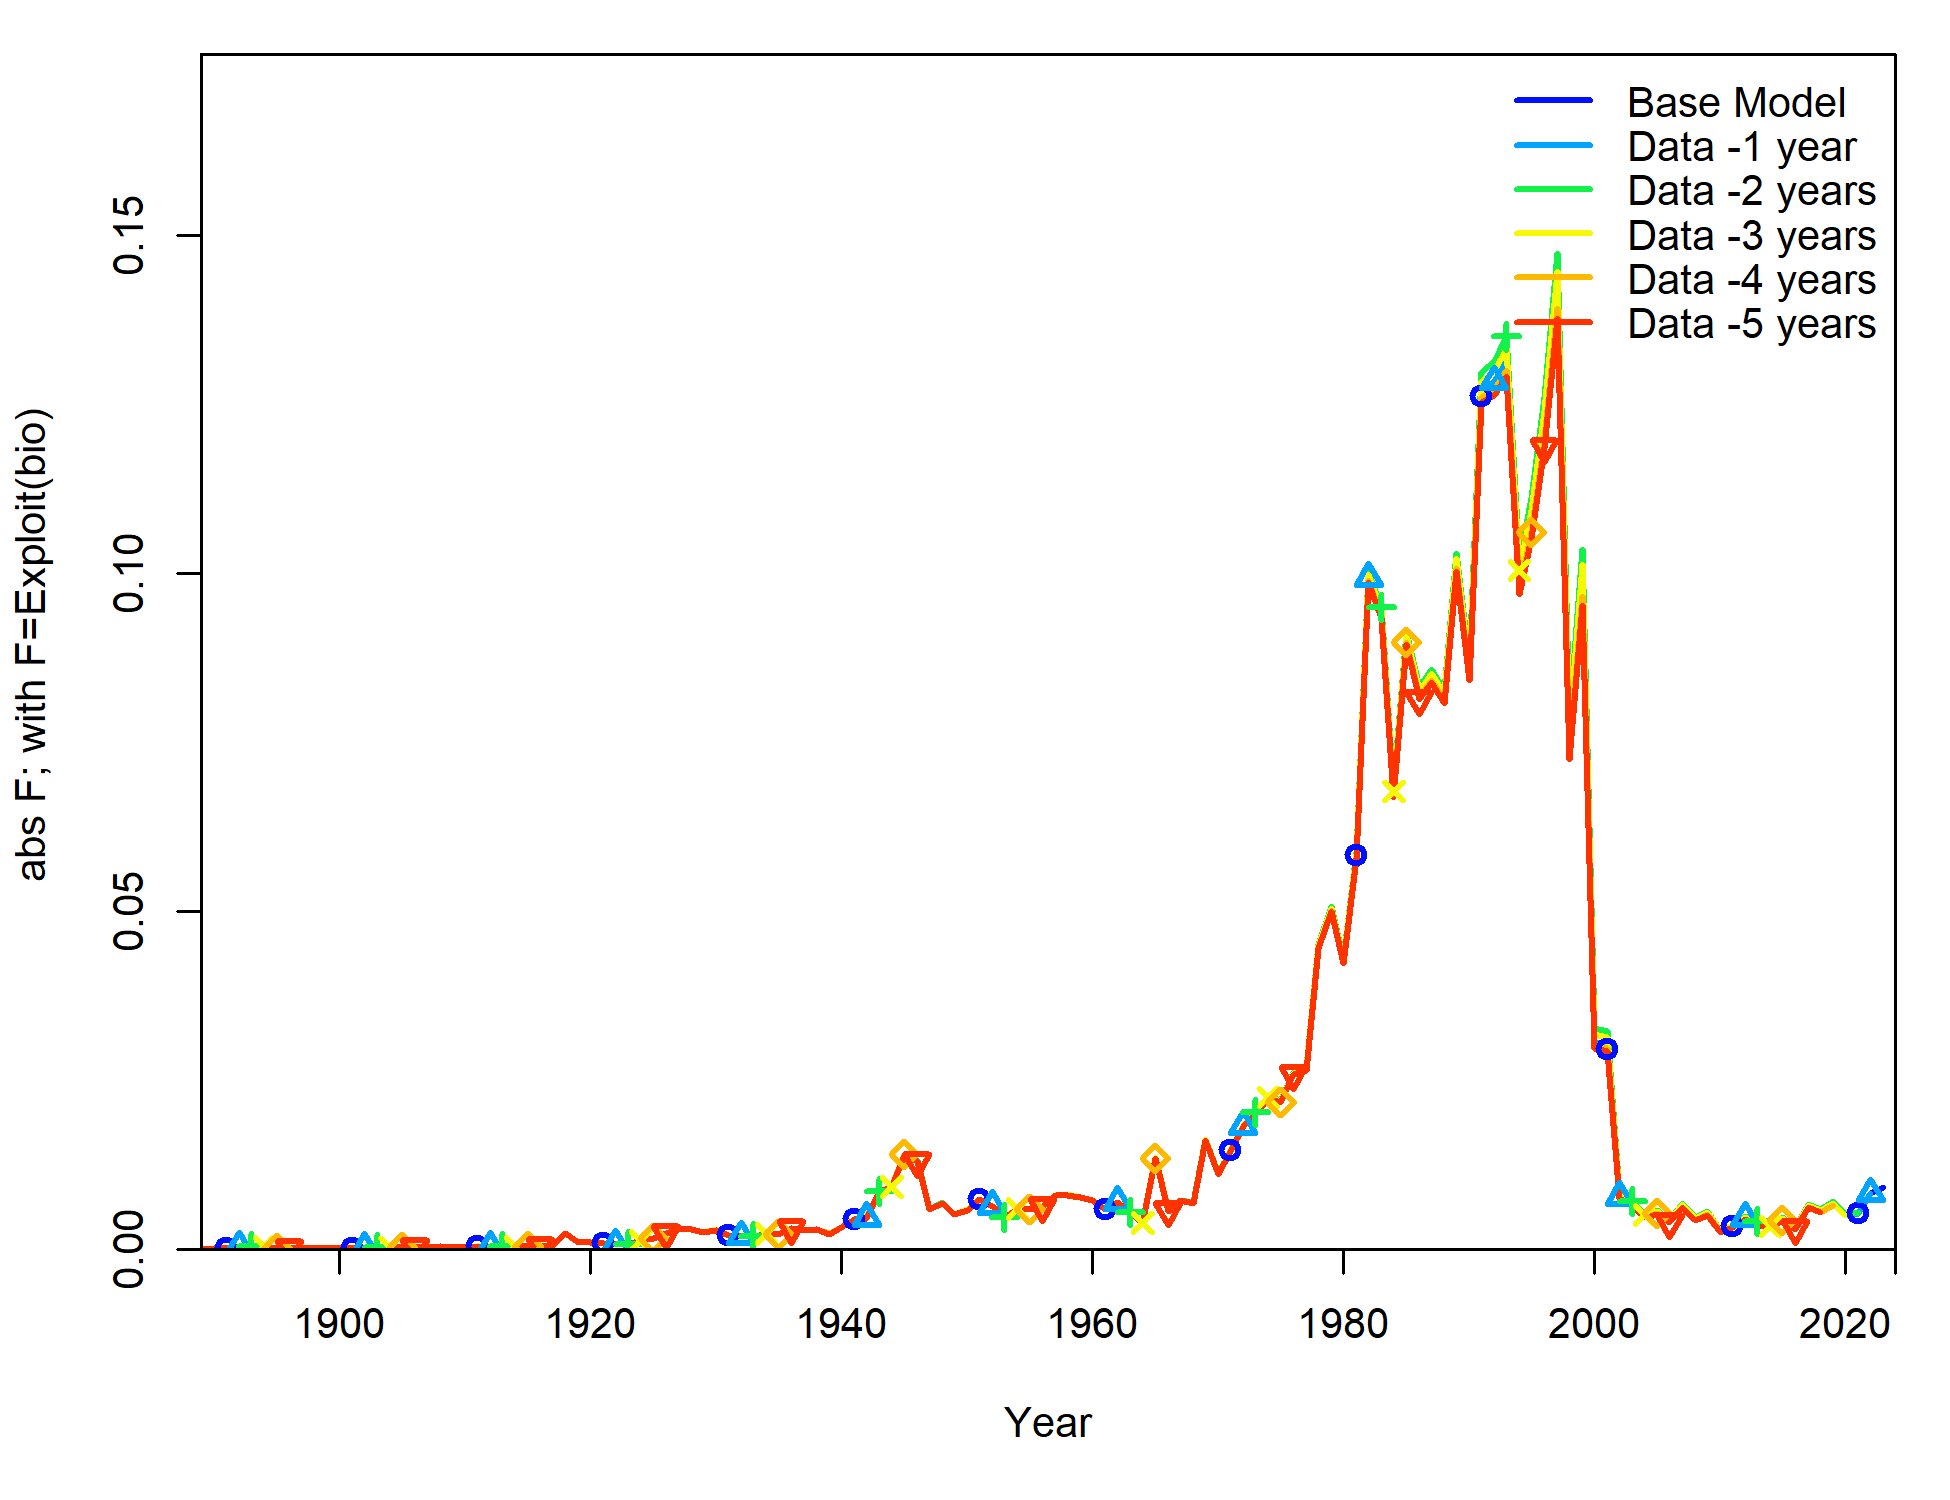 Base Model
Data -1 year
Data -2 years
Data -3 years
Data -4 years
Data -5 years
abs F; with F=Exploit(bio)
0.15
0.10
0.05
0.00
1900 1920 1940 1960 1980 2000 2020
Year